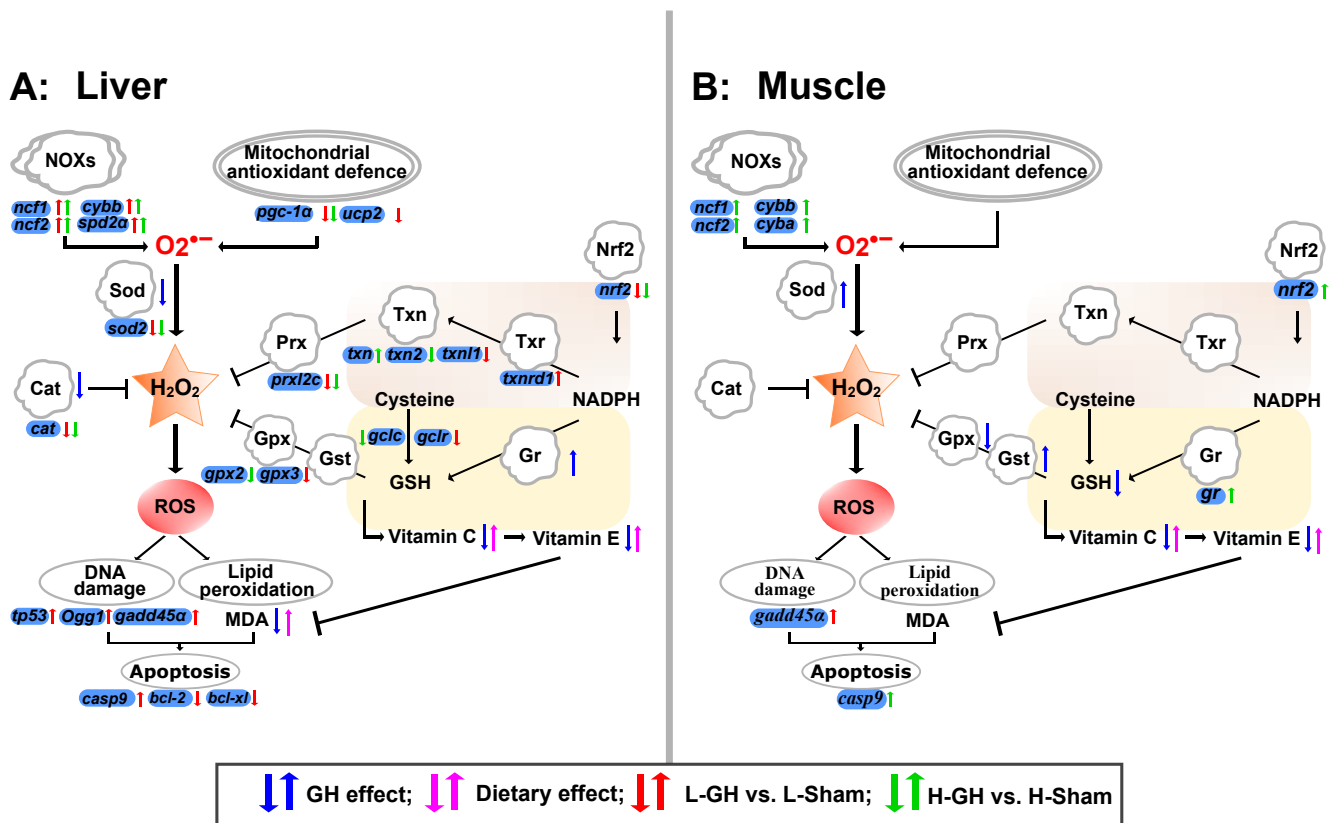 A: Liver
NOXs
Mitochondrial
antioxidant defence
ncf1
cybb
ncf2
spd2α
pgc-1α
ucp2
O2•−
Nrf2
nrf2
Sod
sod2
Prx
prxl2c
Txn
txn
txn2
txnl1
Txr
txnrd1
Cat
cat
H2O2
Cysteine
NADPH
Gpx
gpx2
gpx3
Gst
gclc
gclr
Gr
GSH
ROS
Vitamin C
Vitamin E
DNA
damage
Lipid
peroxidation
tp53
Ogg1
gadd45α
MDA
Apoptosis
casp9
bcl-2
bcl-xl
B: Muscle
NOXs
Mitochondrial
antioxidant defence
ncf1
cybb
ncf2
cyba
O2•−
Nrf2
nrf2
Sod
Prx
Txn
Txr
Cat
H2O2
Cysteine
NADPH
Gpx
Gst
GSH
Gr
gr
ROS
Vitamin C
Vitamin E
DNA
damage
Lipid
peroxidation
gadd45α
MDA
Apoptosis
casp9
GH effect; Dietary effect; L-GH vs. L-Sham; H-GH vs. H-Sham